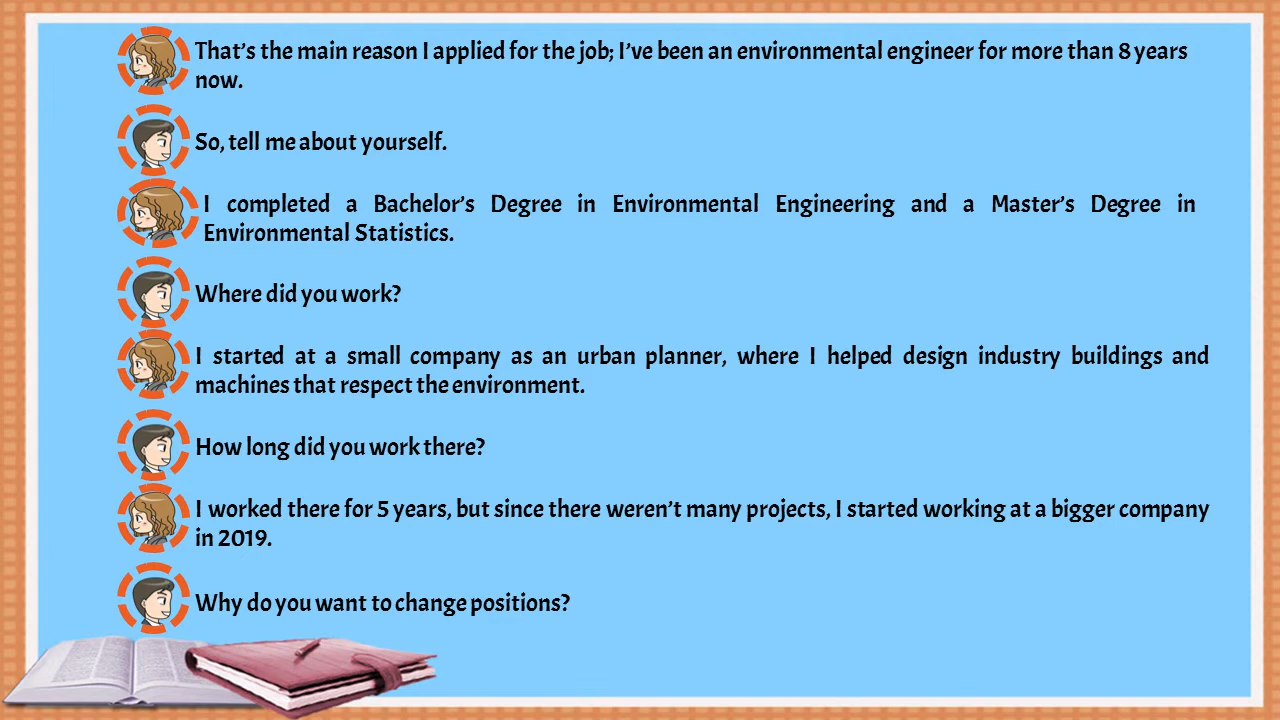 That's the main reason I applied for the job; I've been an environmental engineer for more than 8 years
now.
So, tell me about yourself.
I completed a Bachelor's Degree in Environmental Engineering and a Master's Degree in
Environmental Statistics.
Where did you work?
I started at a small company as an urban planner, where I helped design industry buildings and
machines that respect the environment.
How long did you work there?
I worked there for 5 years, but since there weren't many projects, I started working at a bigger company
in 2019.
Why do you want to change positions?